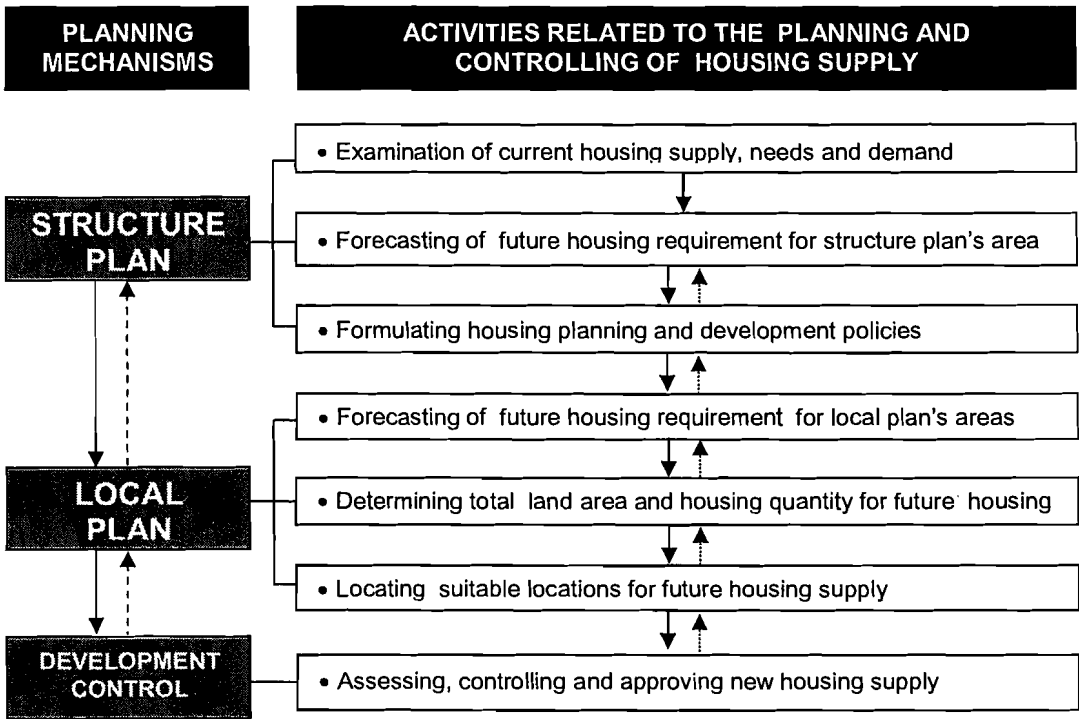 PLANNING
MECHANISMS
ACTIVITIES RELATED TO THE PLANNING AND
CONTROLLING OF HOUSING SUPPLY
• Examination of current housing supply, needs and demand
STRUCTURE
PLAN
• Forecasting of future housing requirement for structure plan's area
• Formulating housing planning and development policies
• Forecasting of future housing requirement for local plan's areas
LOCAL
PLAN
• Determining total land area and housing quantity for future housing
• Locating suitable locations for future housing supply
DEVELOPMENT
CONTROL
• Assessing, controlling and approving new housing supply